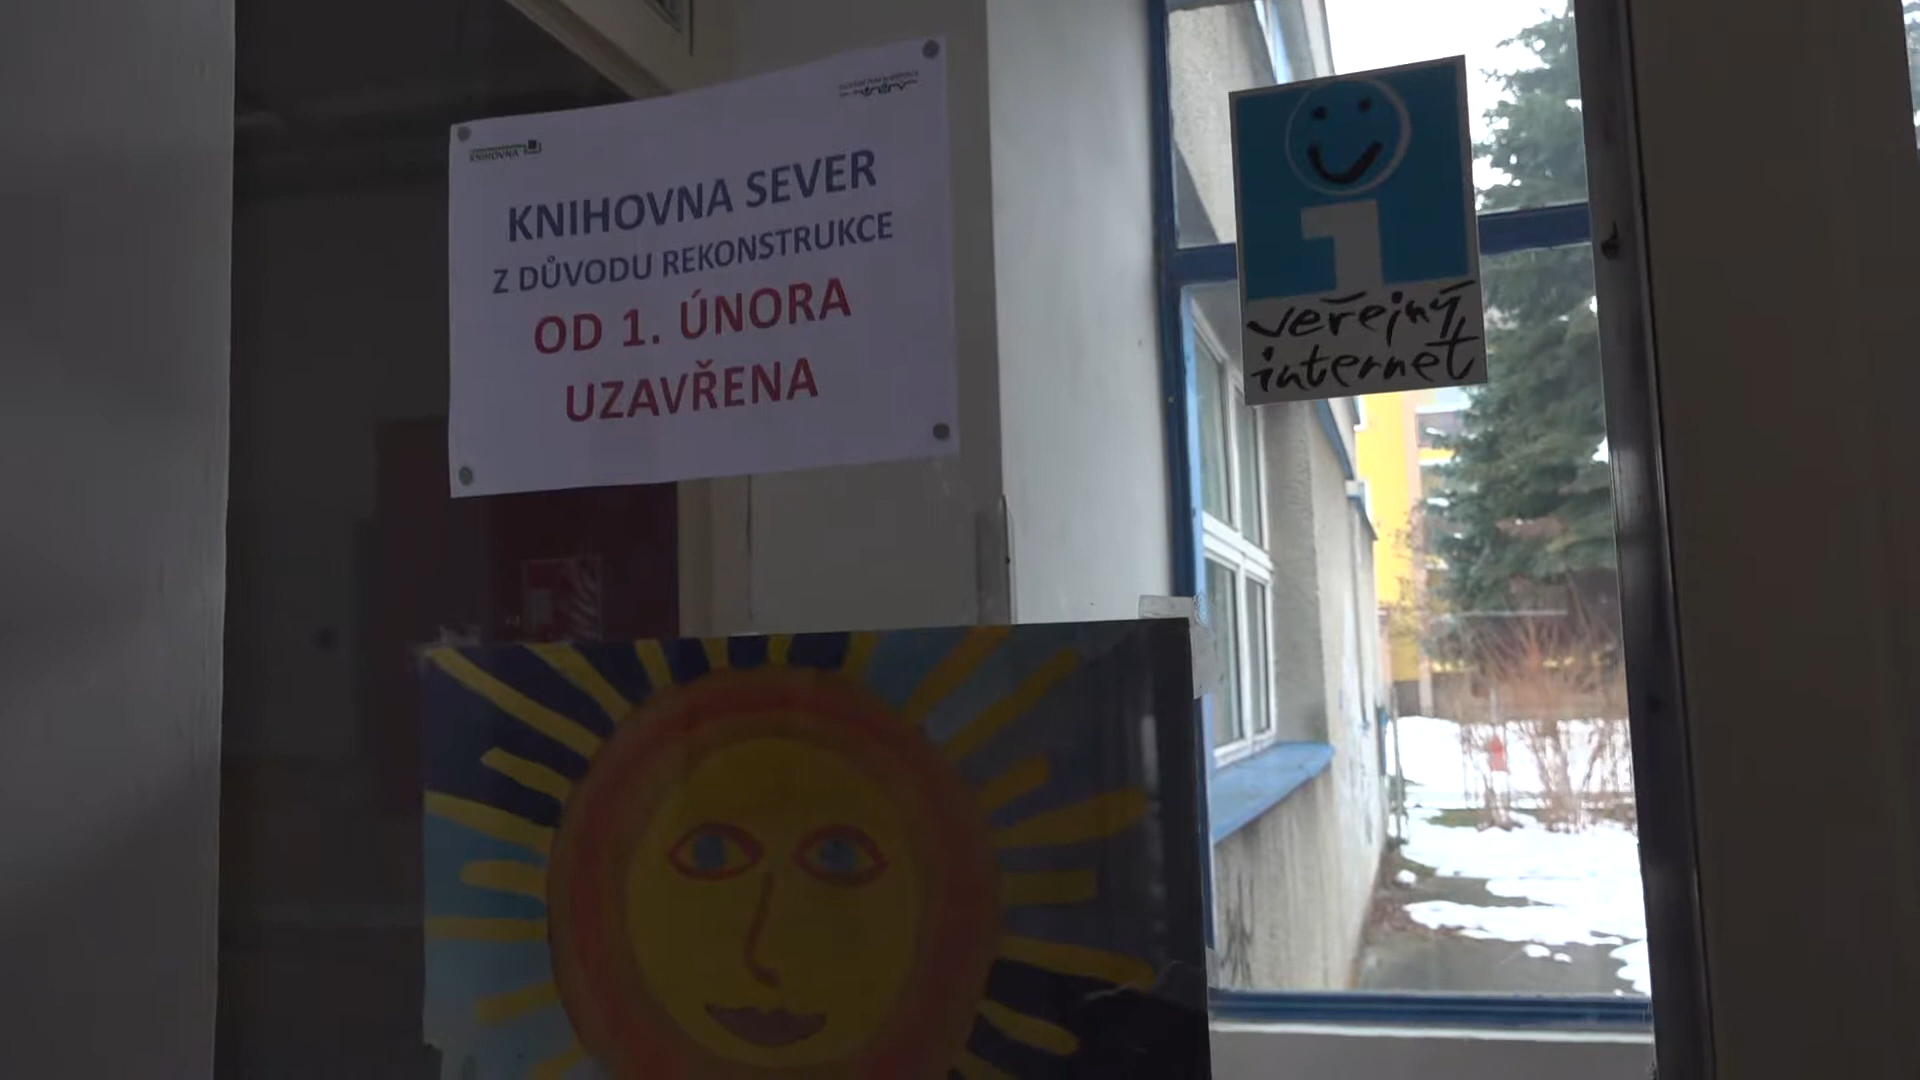 KNIHOVNA
KNIHOVNA SEVER
Z DŮVODU REKONSTRUKCE
OD 1. ÚNORA
UZAVŘENA
i
veřejný
internet